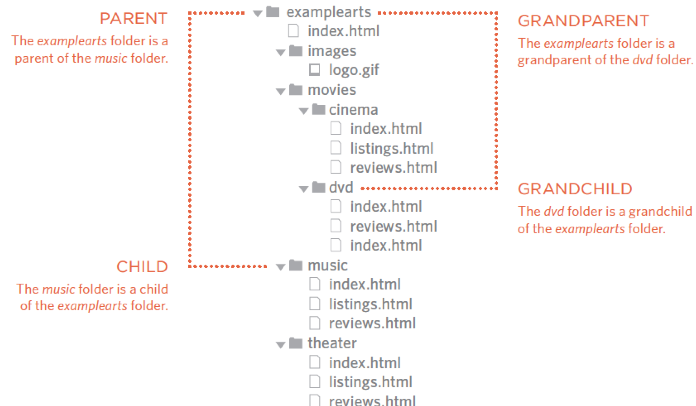 PARENT
The examplearts folder is a
parent of the music folder.
CHILD
The music folder is a child
of the examplearts folder.
examplearts
index.html
images
logo.gif
movies
cinema
index.html
listings.html
reviews.html
dvd
index.html
reviews.html
index.html
music
index.html
listings.html
reviews.html
theater
index.html
listings.html
reviews.html
GRANDPARENT
The examplearts folder is a
grandparent of the dvd folder.
GRANDCHILD
The dvd folder is a grandchild
of the examplearts folder.